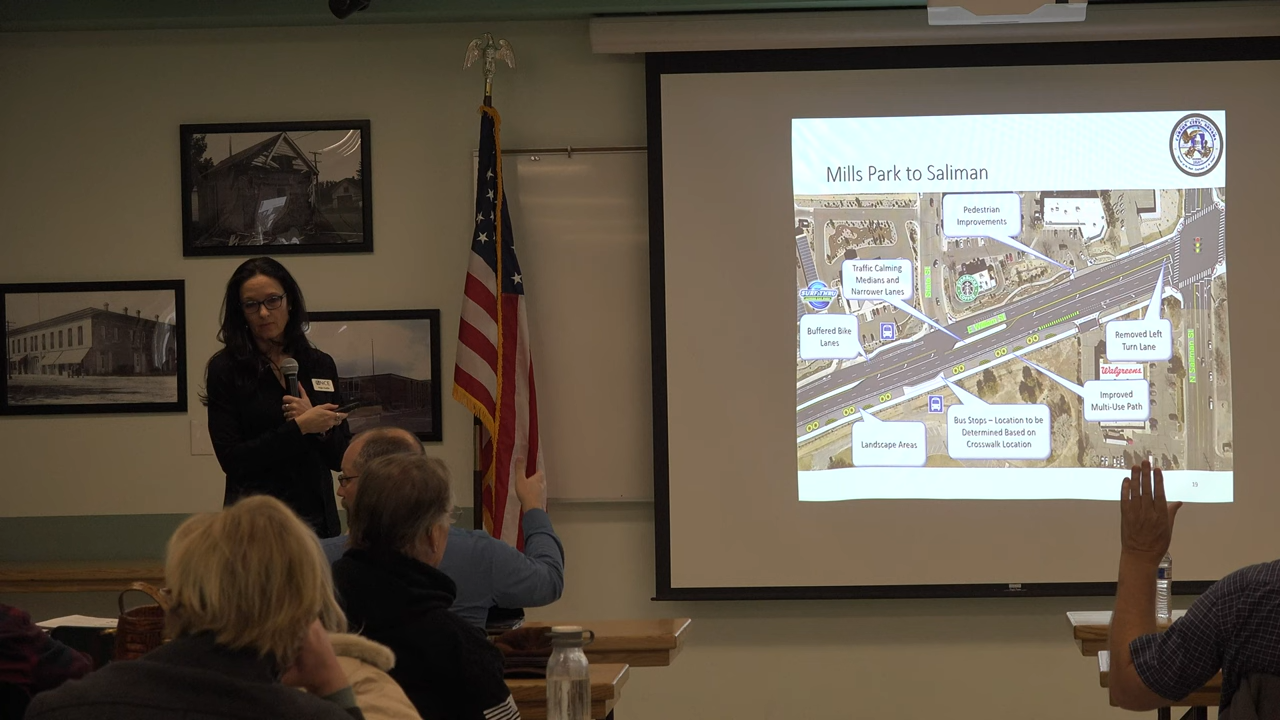 Mills Park to Saliman
Pedestrian
Improvements
Traffic Calming
Medians and
Narrower Lanes
Buffered Bike
Lanes
Removed Left
Turn Lane
Walgreens
Improved
Multi-Use Path
Bus Stops – Location to be
Determined Based on
Crosswalk Location
Landscape Areas
19